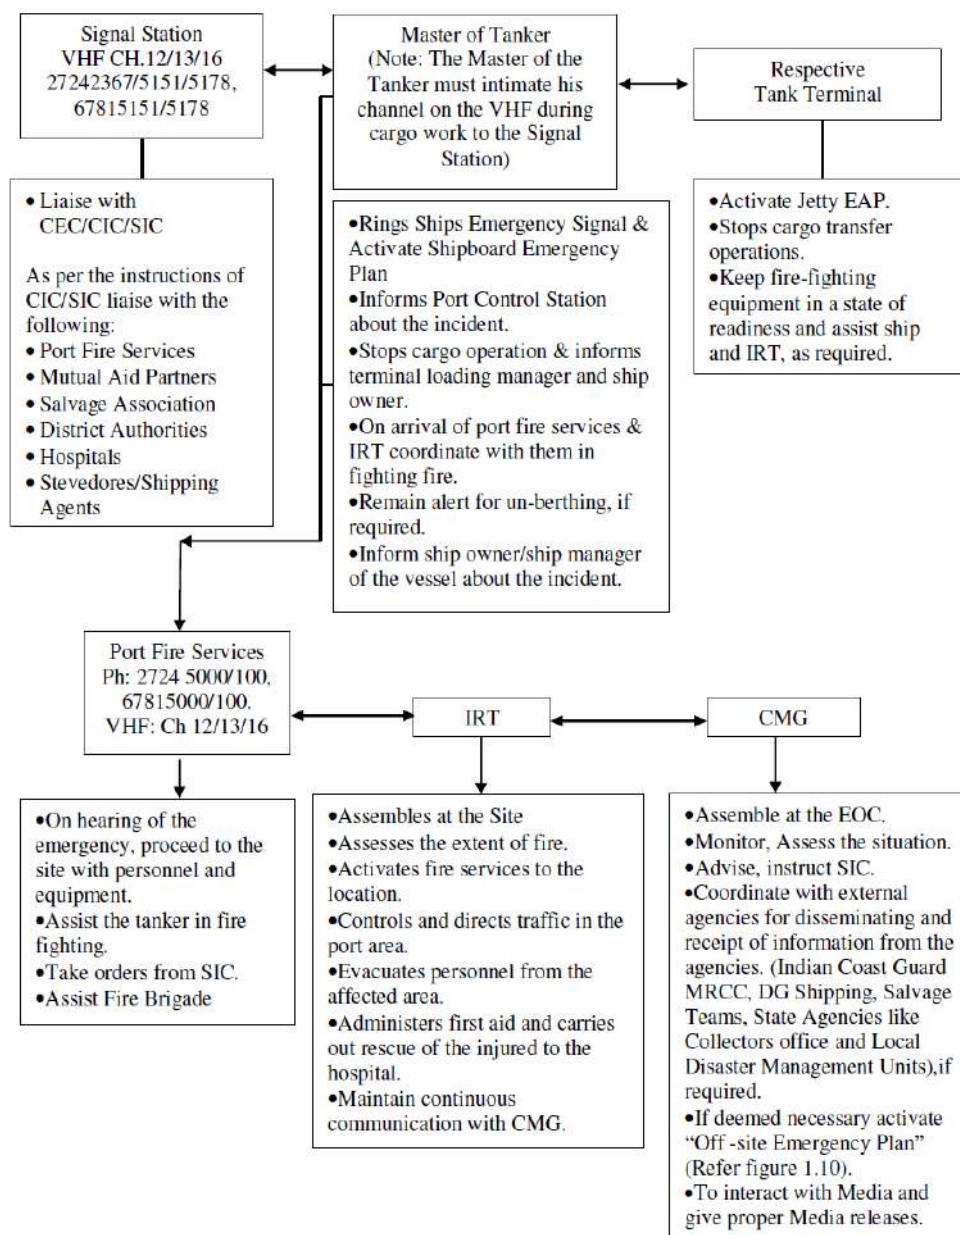 Signal Station
VHF CH.12/13/16
27242367/5151/5178,
67815151/5178
Master of Tanker
(Note: The Master of the
Tanker must intimate his
channel on the VHF during
cargo work to the Signal
Station)
Respective
Tank Terminal
• Liaise with
CEC/CIC/SIC
As per the instructions of
CIC/SIC liaise with the
following:
• Port Fire Services
• Mutual Aid Partners
• Salvage Association
• District Authorities
• Hospitals
• Stevedores/Shipping
Agents
•Rings Ships Emergency Signal &
Activate Shipboard Emergency
Plan
•Informs Port Control Station
about the incident.
•Stops cargo operation & informs
terminal loading manager and ship
owner.
•On arrival of port fire services &
IRT coordinate with them in
fighting fire.
•Remain alert for un-berthing, if
required.
•Inform ship owner/ship manager
of the vessel about the incident.
•Activate Jetty EAP.
•Stops cargo transfer
operations.
•Keep fire-fighting
equipment in a state of
readiness and assist ship
and IRT, as required.
Port Fire Services
Ph: 2724 5000/100,
67815000/100.
VHF: Ch 12/13/16
IRT
CMG
•On hearing of the
emergency, proceed to the
site with personnel and
equipment.
•Assist the tanker in fire
fighting.
•Take orders from SIC.
•Assist Fire Brigade
•Assembles at the Site
•Assesses the extent of fire.
•Activates fire services to the
location.
•Controls and directs traffic in the
port area.
•Evacuates personnel from the
affected area.
•Administers first aid and carries
out rescue of the injured to the
hospital.
•Maintain continuous
communication with CMG.
•Assemble at the EOC.
•Monitor, Assess the situation.
•Advise, instruct SIC.
•Coordinate with external
agencies for disseminating and
receipt of information from the
agencies. (Indian Coast Guard
MRCC, DG Shipping, Salvage
Teams, State Agencies like
Collectors office and Local
Disaster Management Units),if
required.
•If deemed necessary activate
“Off -site Emergency Plan”
(Refer figure 1.10).
•To interact with Media and
give proper Media releases.